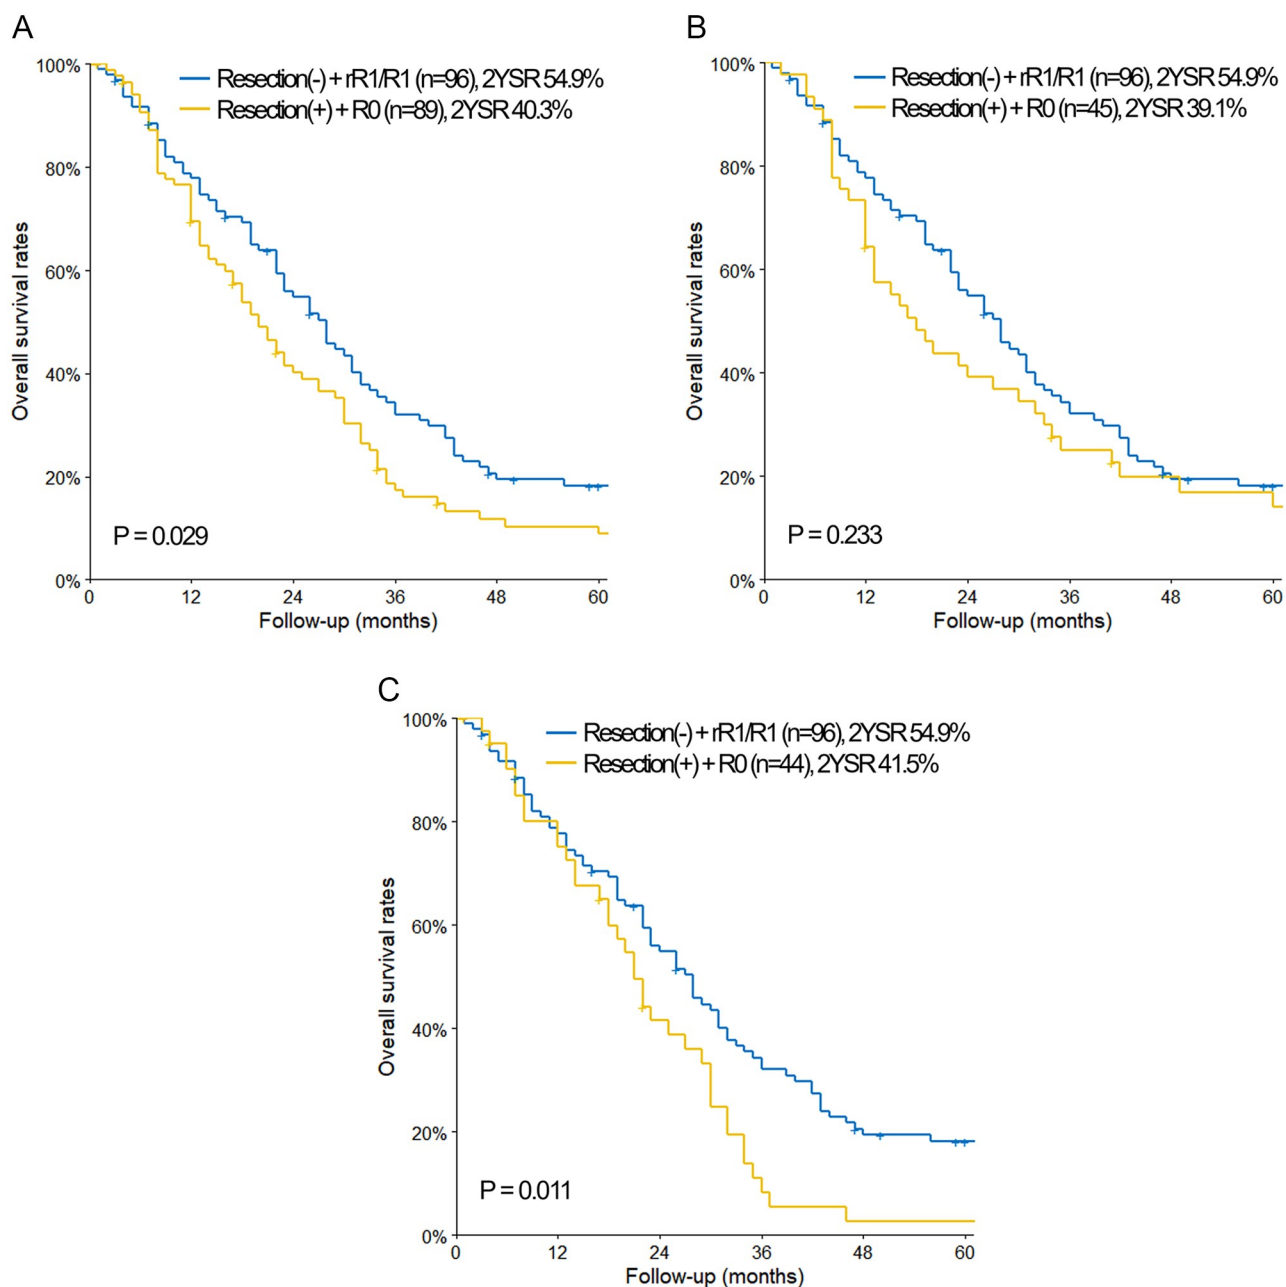 A
100%
80%
60%
40%
20%
0%
Overall survival rates
Resection(-) + rR1/R1 (n=96), 2YSR 54.9%
Resection(+) + R0 (n=89), 2YSR 40.3%
P = 0.029
0 12 24 36 48 60
Follow-up (months)
B
100%
80%
60%
40%
20%
0%
Overall survival rates
Resection(-) + rR1/R1 (n=96), 2YSR 54.9%
Resection(+) + R0 (n=45), 2YSR 39.1%
P = 0.233
0 12 24 36 48 60
Follow-up (months)
C
100%
80%
60%
40%
20%
0%
Overall survival rates
Resection(-) + rR1/R1 (n=96), 2YSR 54.9%
Resection(+) + R0 (n=44), 2YSR 41.5%
P = 0.011
0 12 24 36 48 60
Follow-up (months)